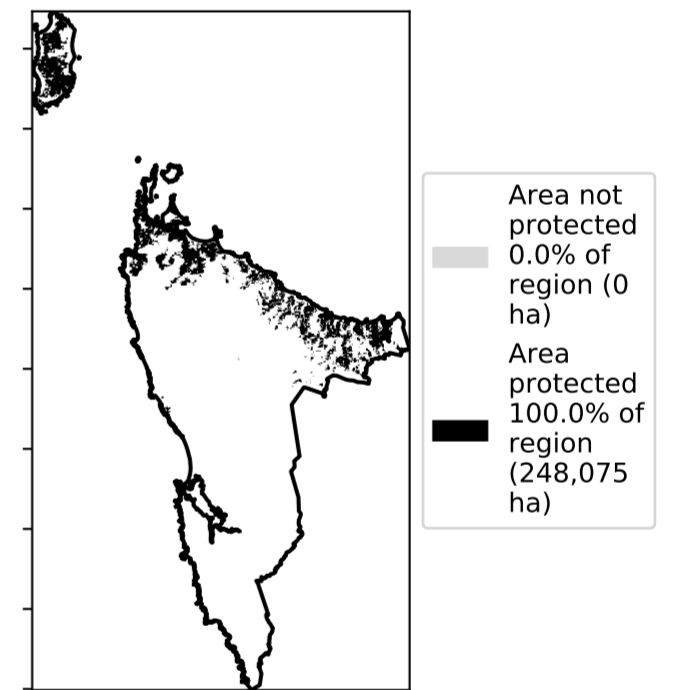 Area not
protected
0.0% of
region (0
ha)
Area
protected
100.0% of
region
(248,075
ha)